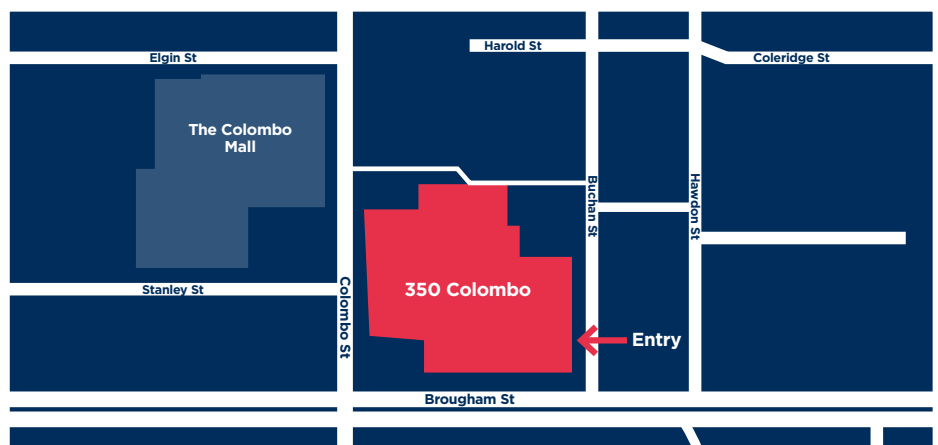 Harold St
Elgin St
Coleridge St
The Colombo
Mall
Buchan St
Hawdon St
350 Colombo
Stanley St
Colombo St
Entry
Brougham St